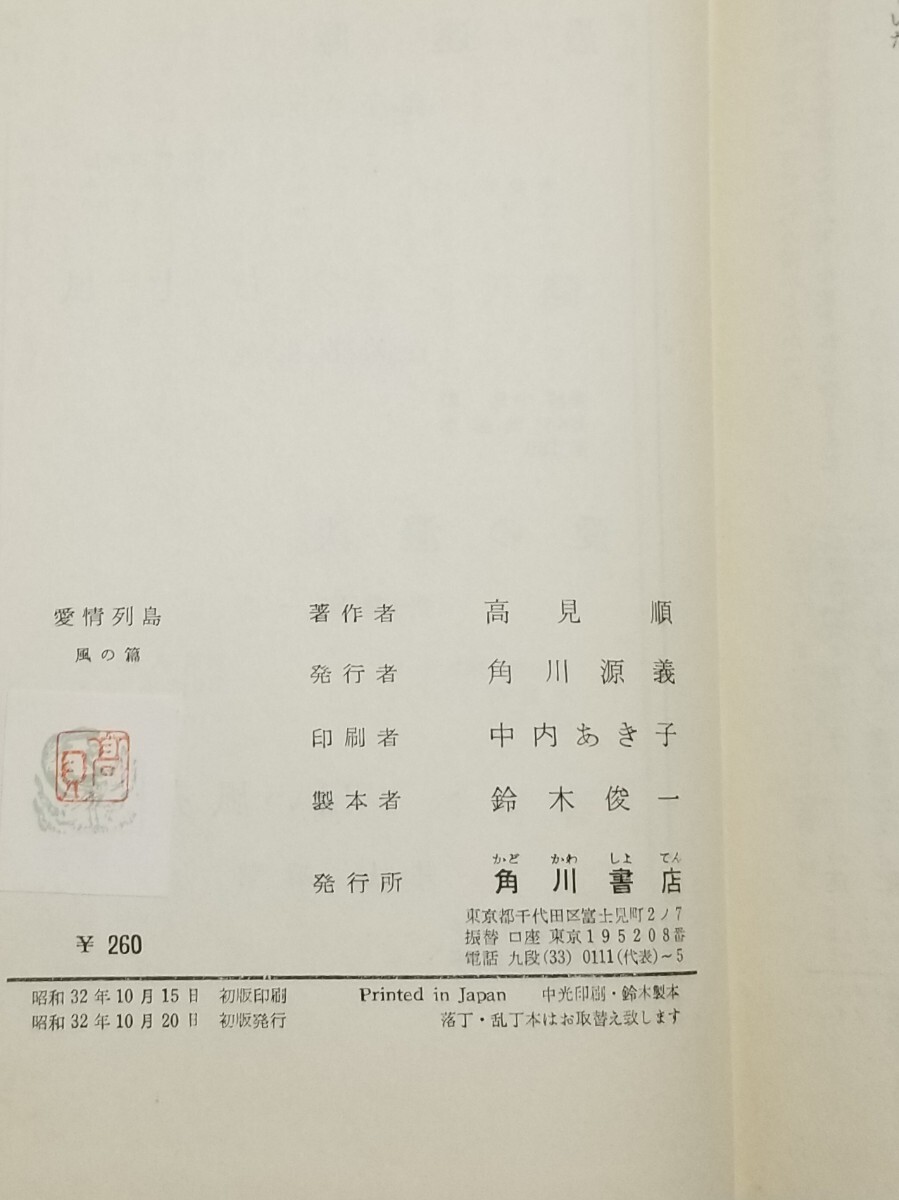 愛情列島
風の篇
高見
¥ 260
著作者 高見順
発行者 角川源義
印刷者 中内あき子
製本者 鈴木俊一
かど かわ しよ てん
発行所 角川書店
東京都千代田区富士見町2ノ7
振替 口座 東京195208番
電話 九段(33) 0111(代表)~5
昭和32年10月15日 初版印刷 Printed in Japan 中光印刷・鈴木製本
昭和32年10月20日 初版発行 落丁・乱丁本はお取替え致します